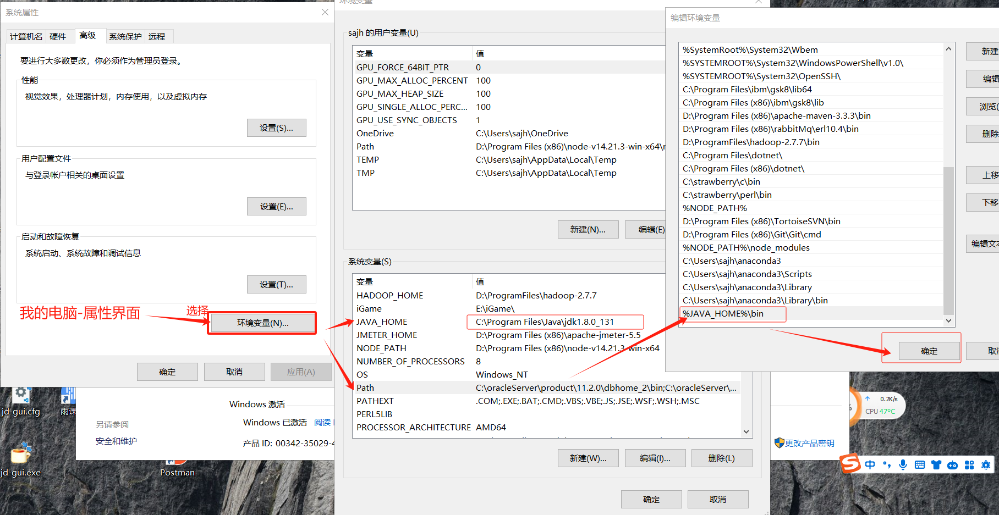 系统属性
计算机名
硬件
高级
系统保护
远程
要进行大多数更改，你必须作为管理员登录。
性能
视觉效果，处理器计划，内存使用，以及虚拟内存
设置(S)...
用户配置文件
与登录帐户相关的桌面设置
设置(E)...
启动和故障恢复
系统启动、系统故障和调试信息
设置(T)...
我的电脑-属性界面
选择
环境变量(N)...
确定
取消
应用(A)
环境变量
sajh 的用户变量(U)
变量 值
GPU_FORCE_64BIT_PTR 0
GPU_MAX_ALLOC_PERCENT 100
GPU_MAX_HEAP_SIZE 100
GPU_SINGLE_ALLOC_PERC... 100
GPU_USE_SYNC_OBJECTS 1
OneDrive C:\Users\sajh\OneDrive
Path D:\Program Files (x86)\node-v14.21.3-win-x64\
TEMP C:\Users\sajh\AppData\Local\Temp
TMP C:\Users\sajh\AppData\Local\Temp
新建(N)...
编辑(E)
系统变量(S)
变量 值
HADOOP_HOME D:\ProgramFiles\hadoop-2.7.7
iGame E:\iGame\
JAVA_HOME C:\Program Files\Java\jdk1.8.0_131
JMETER_HOME D:\Program Files (x86)\apache-jmeter-5.5
NODE_PATH D:\Program Files (x86)\node-v14.21.3-win-x64
NUMBER_OF_PROCESSORS 8
OS Windows_NT
Path C:\oracleServer\product\11.2.0\dbhome_2\bin;C:\oracleServer\...
PATHEXT .COM;.EXE;.BAT;.CMD;.VBS;.VBE;.JS;.JSE;.WSF;.WSH;.MSC
PERL5LIB
PROCESSOR_ARCHITECTURE AMD64
新建(W)...
编辑(I)...
删除(L)
确定
取消
编辑环境变量
%SystemRoot%\System32\Wbem
%SYSTEMROOT%\System32\WindowsPowerShell\v1.0\
%SYSTEMROOT%\System32\OpenSSH\
C:\Program Files\ibm\gsk8\lib64
C:\Program Files (x86)\ibm\gsk8\lib
D:\Program Files (x86)\apache-maven-3.3.3\bin
D:\Program Files (x86)\rabbitMq\erl10.4\bin
D:\ProgramFiles\hadoop-2.7.7\bin
C:\Program Files\dotnet\
C:\Program Files (x86)\dotnet\
C:\strawberry\c\bin
C:\strawberry\perl\bin
%NODE_PATH%
D:\Program Files (x86)\TortoiseSVN\bin
D:\Program Files (x86)\Git\Git\cmd
%NODE_PATH%\node_modules
C:\Users\sajh\anaconda3
C:\Users\sajh\anaconda3\Scripts
C:\Users\sajh\anaconda3\Library
C:\Users\sajh\anaconda3\Library\bin
%JAVA_HOME%\bin
新建
编辑
浏览(
删除
上移
下移
编辑文
确定
取
jd-gui.cfg
雨课
jd-gui.exe
Postman
Windows 激活
Windows 已激活 阅读
产品 ID: 00342-35029-
另请参阅
安全和维护
更改产品密钥
0.2K/s
CPU 47°C
%
S
中